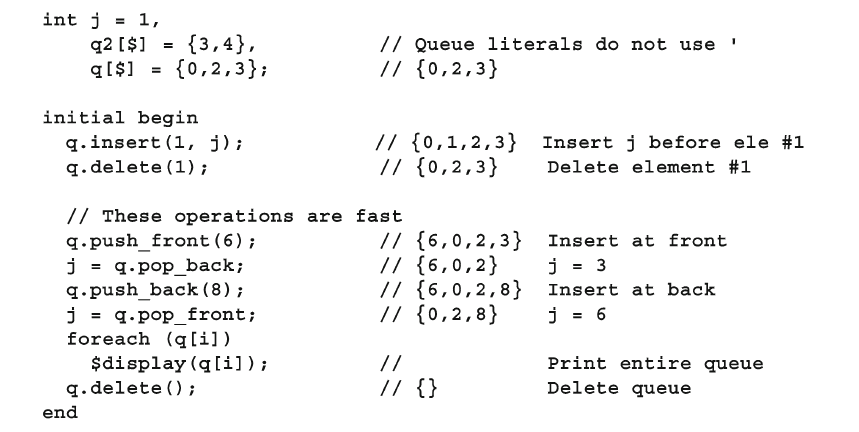 int j = 1,
    q2[$] = {3,4},          // Queue literals do not use '
    q[$] = {0,2,3};         // {0,2,3}

initial begin
  q.insert(1, j);           // {0,1,2,3}  Insert j before ele #1
  q.delete(1);              // {0,2,3}    Delete element #1

  // These operations are fast
  q.push_front(6);          // {6,0,2,3}  Insert at front
  j = q.pop_back;           // {6,0,2}    j = 3
  q.push_back(8);           // {6,0,2,8}  Insert at back
  j = q.pop_front;          // {0,2,8}    j = 6
  foreach (q[i])
    $display(q[i]);         //            Print entire queue
  q.delete();               // {}         Delete queue
end